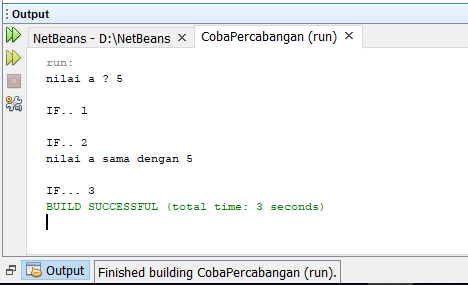 Output
NetBeans - D:\NetBeans × CobaPercabangan (run) ×
run:
nilai a ? 5
IF.. 1
IF.. 2
nilai a sama dengan 5
IF... 3
BUILD SUCCESSFUL (total time: 3 seconds)
Output Finished building CobaPercabangan (run).